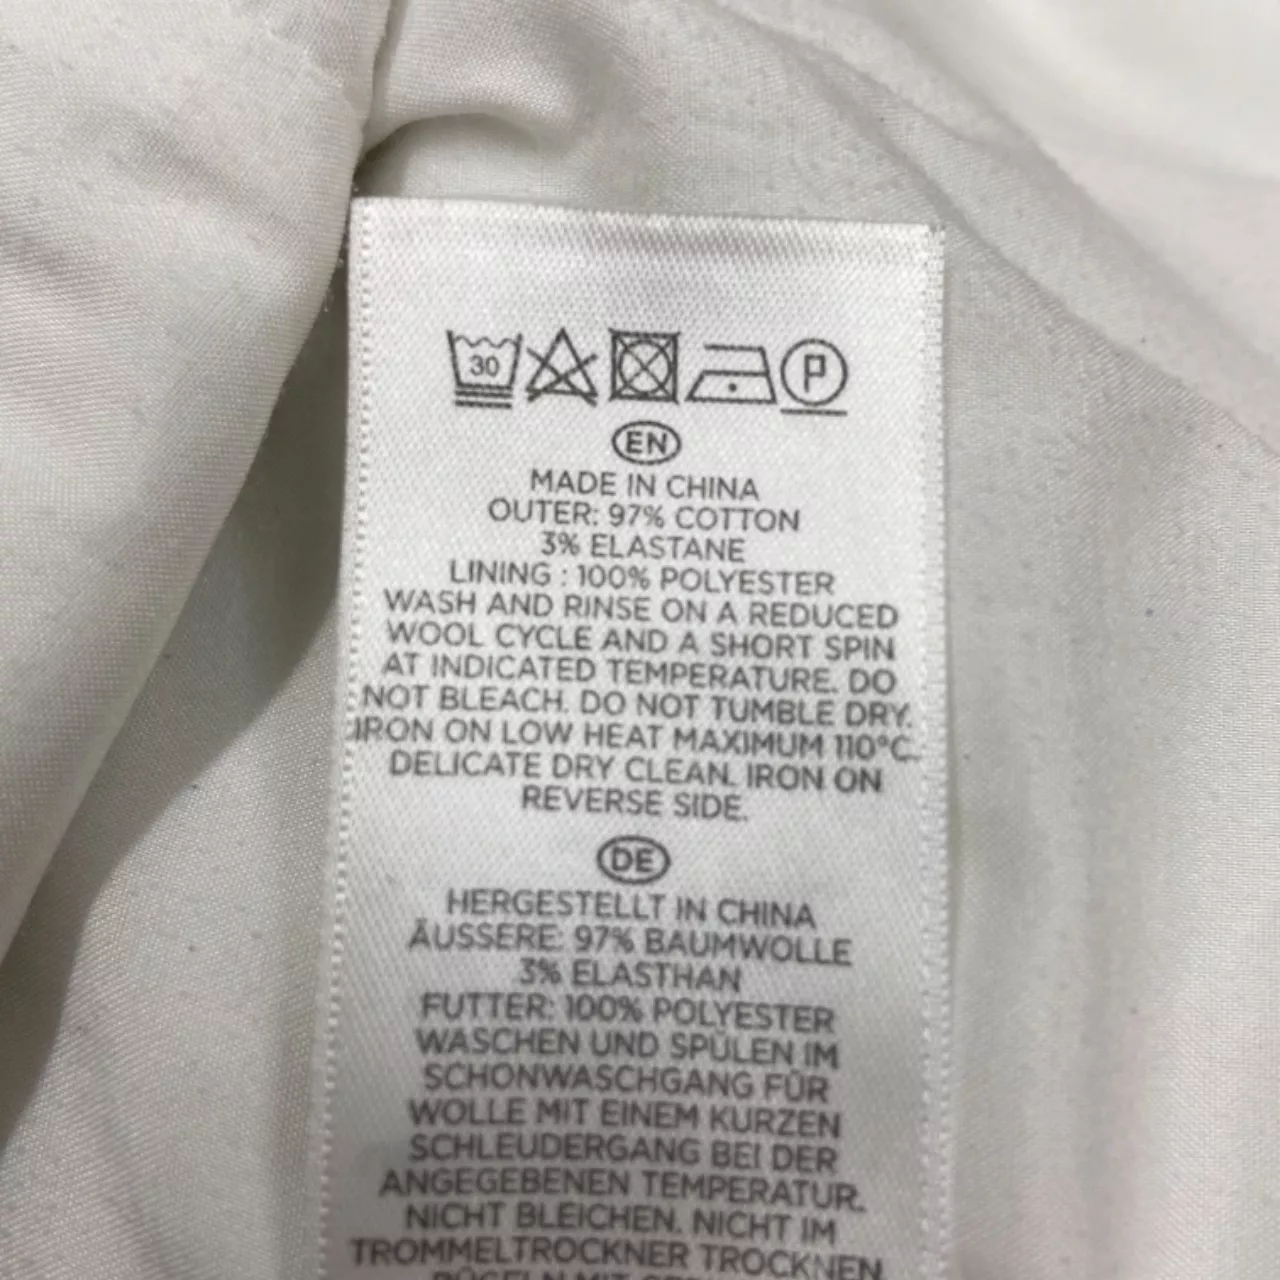 30
P
EN
MADE IN CHINA
OUTER: 97% COTTON
3% ELASTANE
LINING : 100% POLYESTER
WASH AND RINSE ON A REDUCED
WOOL CYCLE AND A SHORT SPIN
AT INDICATED TEMPERATURE. DO
NOT BLEACH. DO NOT TUMBLE DRY.
IRON ON LOW HEAT MAXIMUM 110°C.
DELICATE DRY CLEAN. IRON ON
REVERSE SIDE.
DE
HERGESTELLT IN CHINA
ÄUSSERE: 97% BAUMWOLLE
3% ELASTHAN
FUTTER: 100% POLYESTER
WASCHEN UND SPÜLEN IM
SCHONWASCHGANG FÜR
WOLLE MIT EINEM KURZEN
SCHLEUDERGANG BEI DER
ANGEGEBENEN TEMPERATUR.
NICHT BLEICHEN. NICHT IM
TROMMELTROCKNER TROCKNEN.
BÜGELN MIT